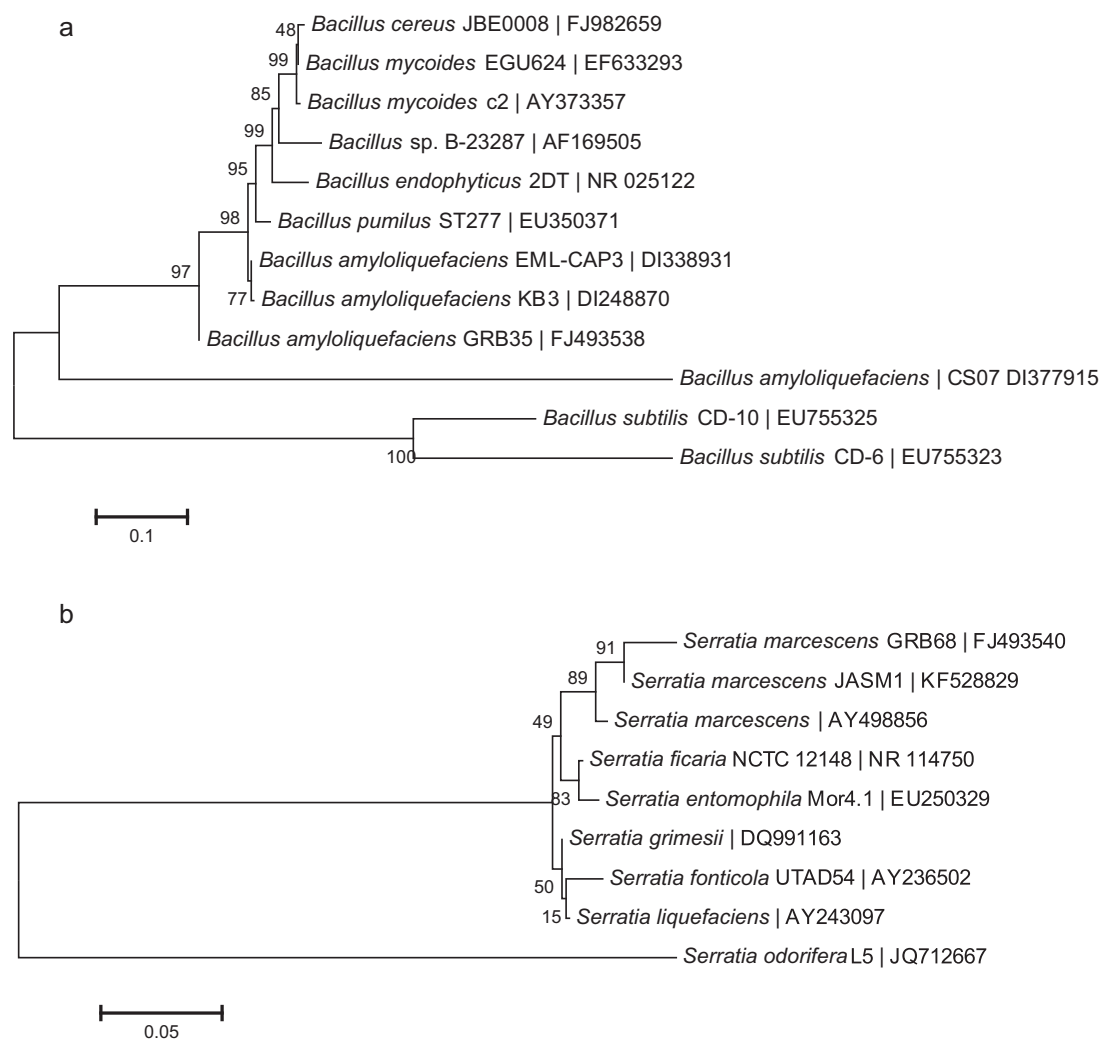 a
48
Bacillus cereus JBE0008 | FJ982659
99
Bacillus mycoides EGU624 | EF633293
85
Bacillus mycoides c2 | AY373357
99
Bacillus sp. B-23287 | AF169505
95
Bacillus endophyticus 2DT | NR 025122
98
Bacillus pumilus ST277 | EU350371
Bacillus amyloliquefaciens EML-CAP3 | DI338931
97
77
Bacillus amyloliquefaciens KB3 | DI248870
Bacillus amyloliquefaciens GRB35 | FJ493538
Bacillus amyloliquefaciens | CS07 DI377915
Bacillus subtilis CD-10 | EU755325
100
Bacillus subtilis CD-6 | EU755323
0.1
b
91
Serratia marcescens GRB68 | FJ493540
89
Serratia marcescens JASM1 | KF528829
49
Serratia marcescens | AY498856
Serratia ficaria NCTC 12148 | NR 114750
83
Serratia entomophila Mor4.1 | EU250329
Serratia grimesii | DQ991163
50
Serratia fonticola UTAD54 | AY236502
15
Serratia liquefaciens | AY243097
Serratia odorifera L5 | JQ712667
0.05